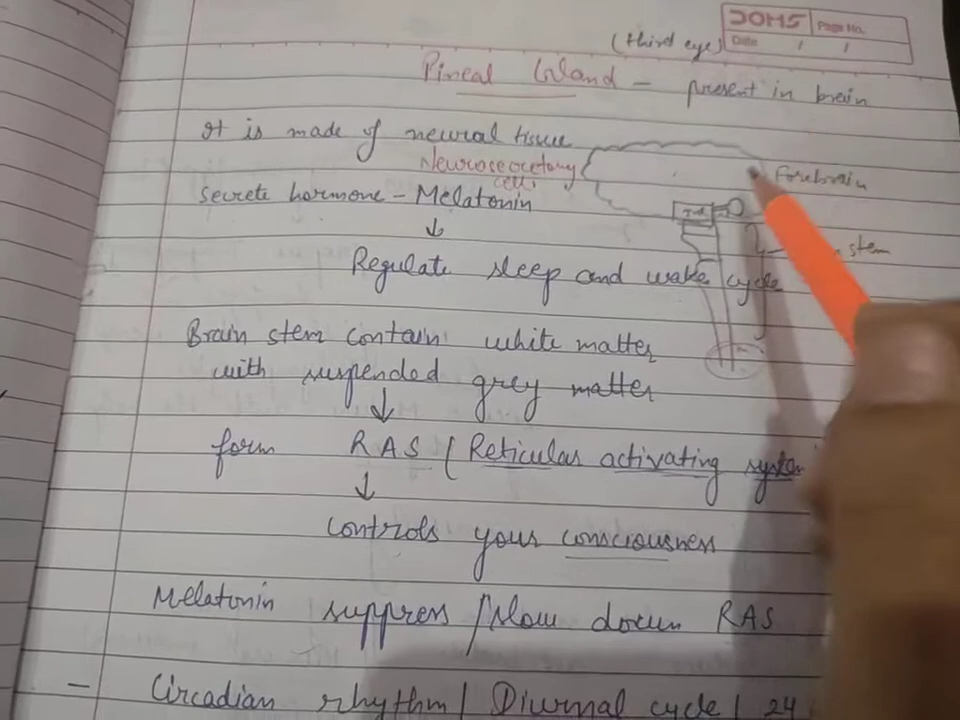 DOMS
Page No.
Date / /
(third eye)
Pineal Gland - present in brain
It is made of neural tissue
Neurosecretory
cell
secrete hormone - Melatonin
Forebrain
stem
↓
Regulate sleep and wake cycle
Brain stem contain white matter
with suspended grey matter
↓
form RAS (Reticular activating system
↓
controls your consciousness
Melatonin suppress / slow down RAS
- Circadian rhythm / Diurnal cycle / 24